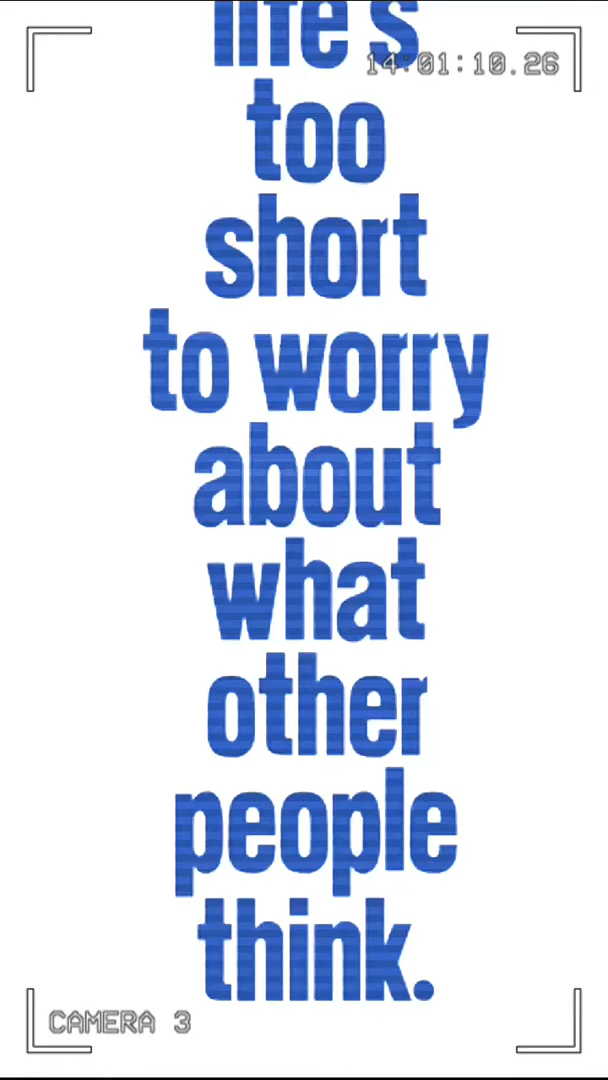 life's
14:01:10.26
too
short
to worry
about
what
other
people
think.
CAMERA 3